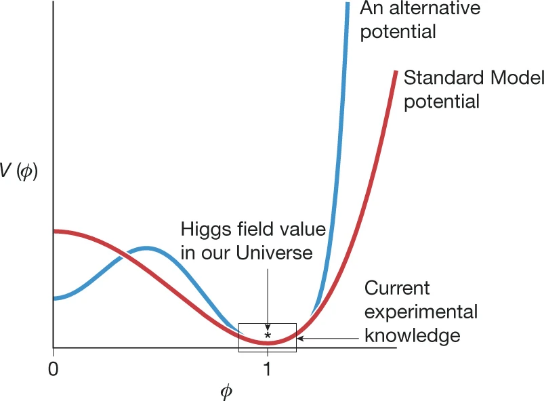 An alternative
potential
Standard Model
potential
V (ϕ)
Higgs field value
in our Universe
*
Current
experimental
knowledge
0
1
ϕ